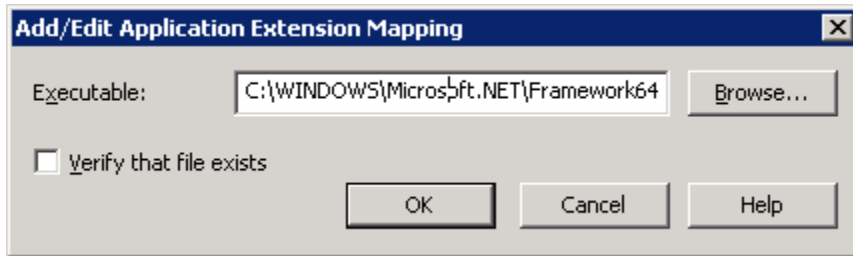 Add/Edit Application Extension Mapping
Executable: C:\WINDOWS\Microsoft.NET\Framework64 Browse...
Verify that file exists
OK Cancel Help